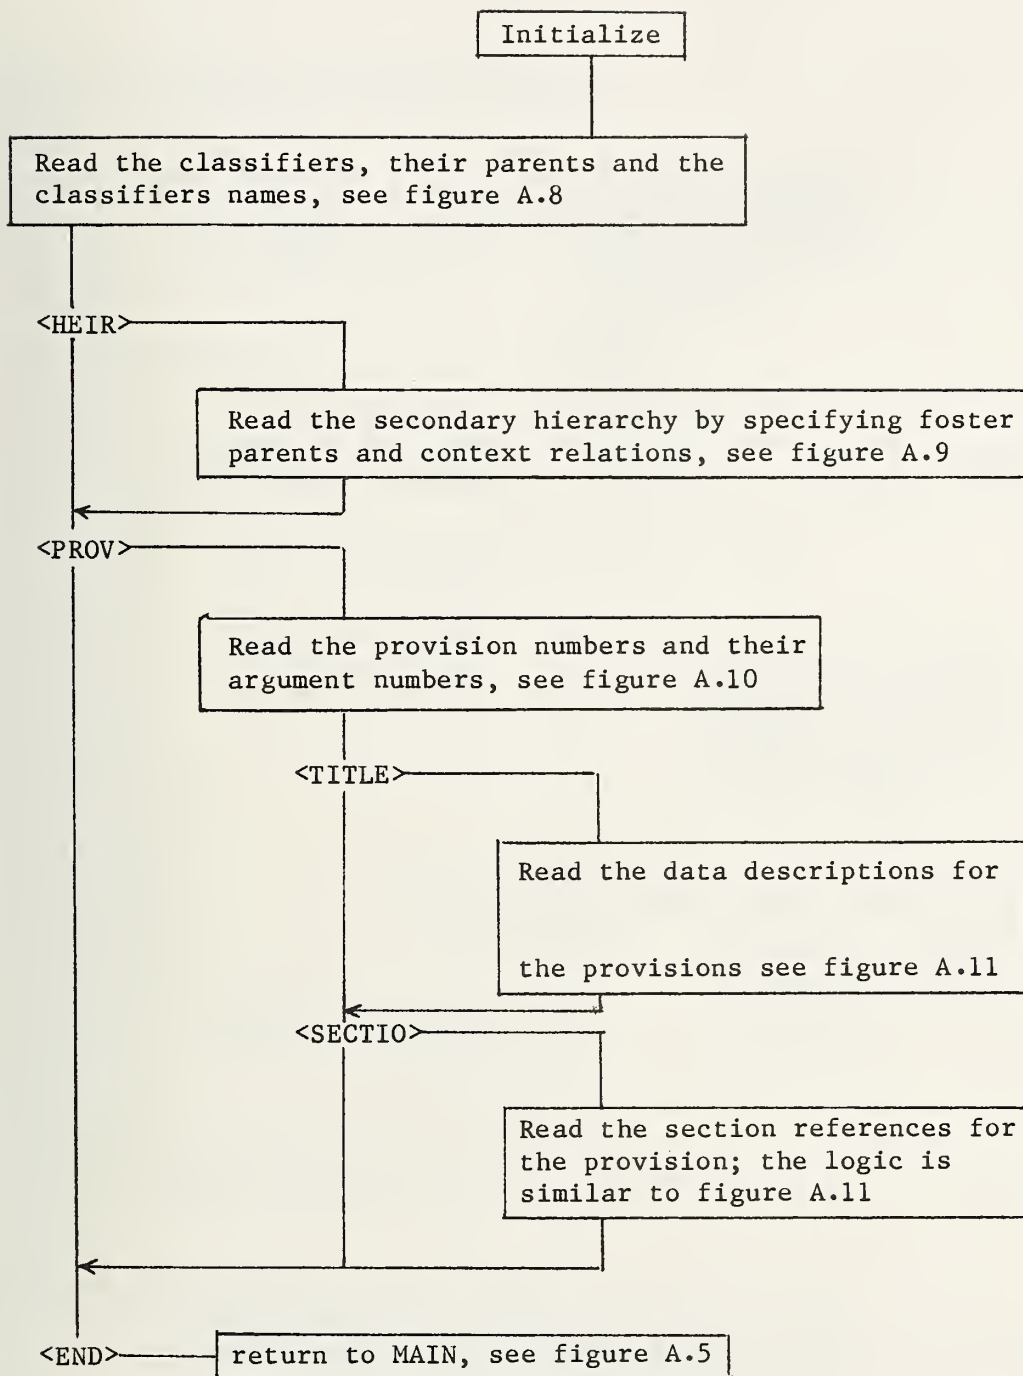 Initialize
Read the classifiers, their parents and the
classifiers names, see figure A.8
<HEIR>
Read the secondary hierarchy by specifying foster
parents and context relations, see figure A.9
<PROV>
Read the provision numbers and their
argument numbers, see figure A.10
<TITLE>
Read the data descriptions for
the provisions see figure A.11
<SECTIO>
Read the section references for
the provision; the logic is
similar to figure A.11
<END>
return to MAIN, see figure A.5